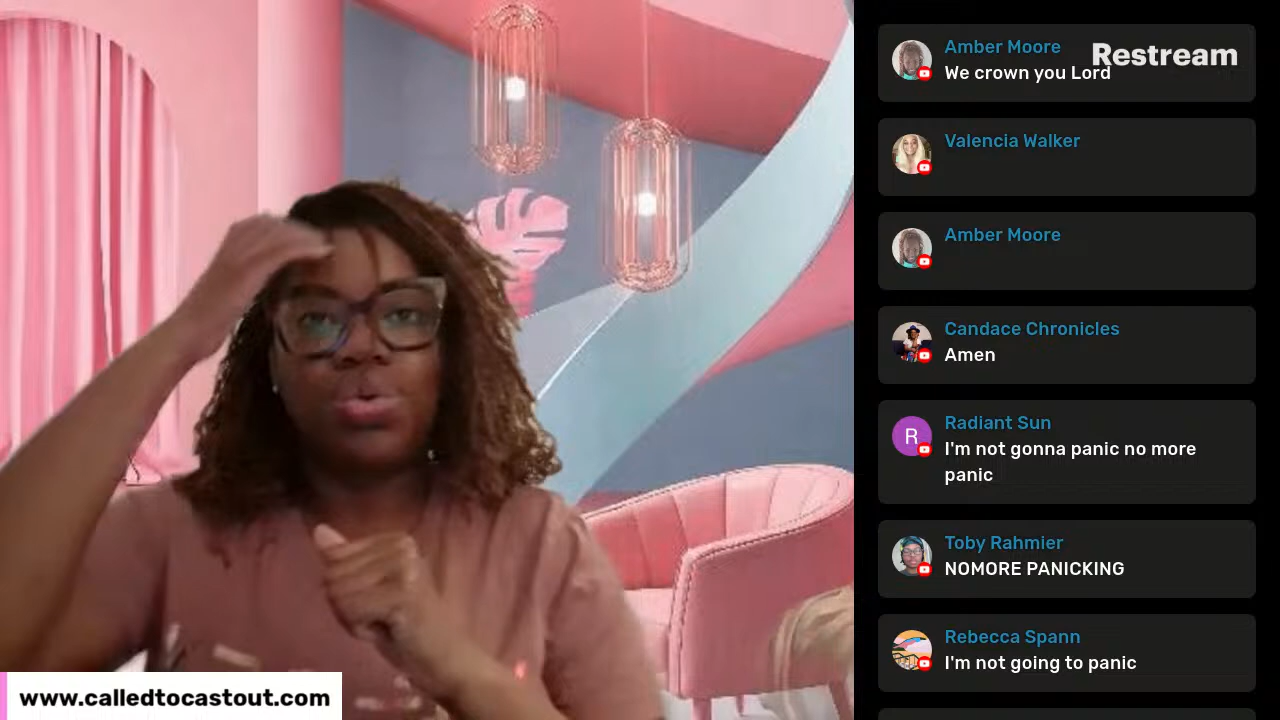 Amber Moore
Restream
We crown you Lord
Valencia Walker
Amber Moore
Candace Chronicles
Amen
R
Radiant Sun
I'm not gonna panic no more
panic
Toby Rahmier
NOMORE PANICKING
Rebecca Spann
I'm not going to panic
www.calledtocastout.com